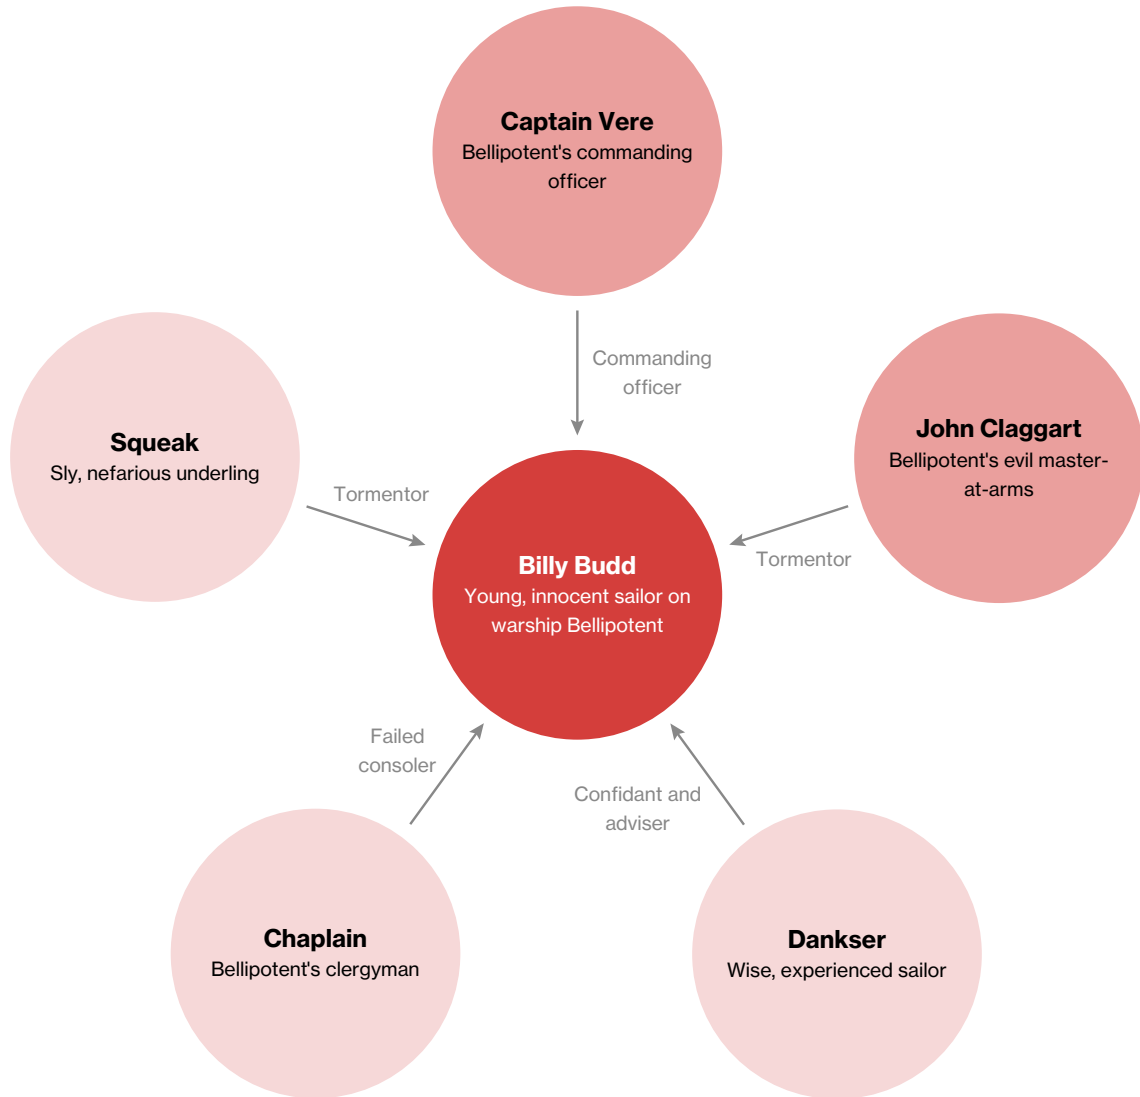 Captain Vere
Bellipotent's commanding
officer
Commanding
officer
Squeak
Sly, nefarious underling
Tormentor
John Claggart
Bellipotent's evil master-
at-arms
Tormentor
Billy Budd
Young, innocent sailor on
warship Bellipotent
Failed
consoler
Confidant and
adviser
Chaplain
Bellipotent's clergyman
Dankser
Wise, experienced sailor